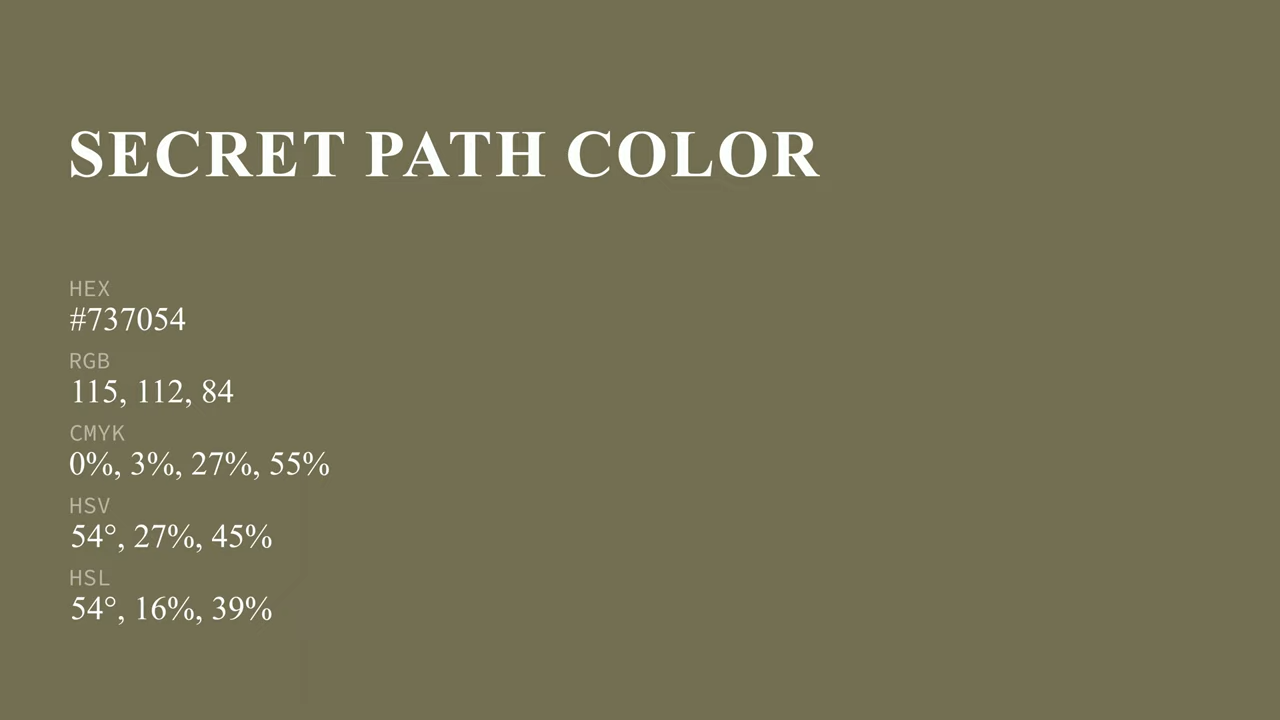 SECRET PATH COLOR
HEX
#737054
RGB
115, 112, 84
CMYK
0%, 3%, 27%, 55%
HSV
54°, 27%, 45%
HSL
54°, 16%, 39%